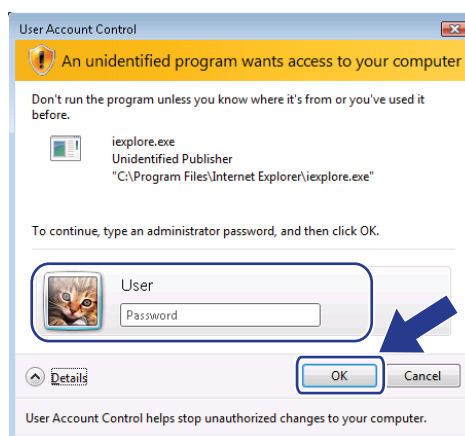 User Account Control
An unidentified program wants access to your computer
Don't run the program unless you know where it's from or you've used it
before.
iexplore.exe
Unidentified Publisher
"C:\Program Files\Internet Explorer\iexplore.exe"
To continue, type an administrator password, and then click OK.
User
Password
Details
OK
Cancel
User Account Control helps stop unauthorized changes to your computer.